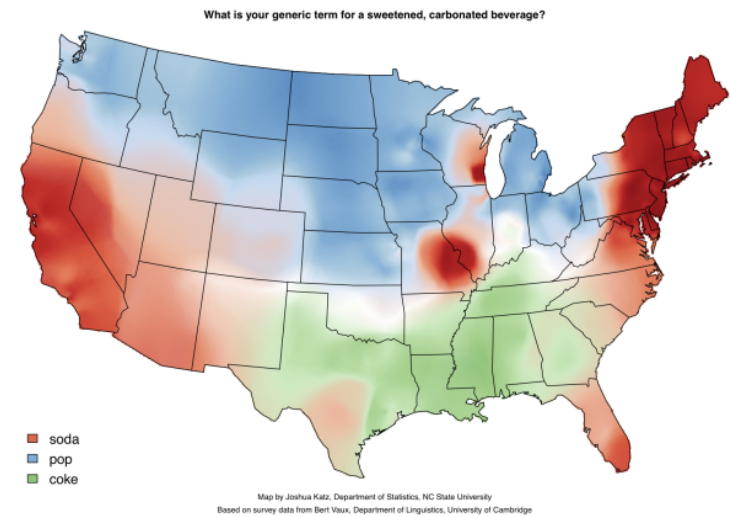 What is your generic term for a sweetened, carbonated beverage?
soda
pop
coke
Map by Joshua Katz, Department of Statistics, NC State University
Based on survey data from Bert Vaux, Department of Linguistics, University of Cambridge